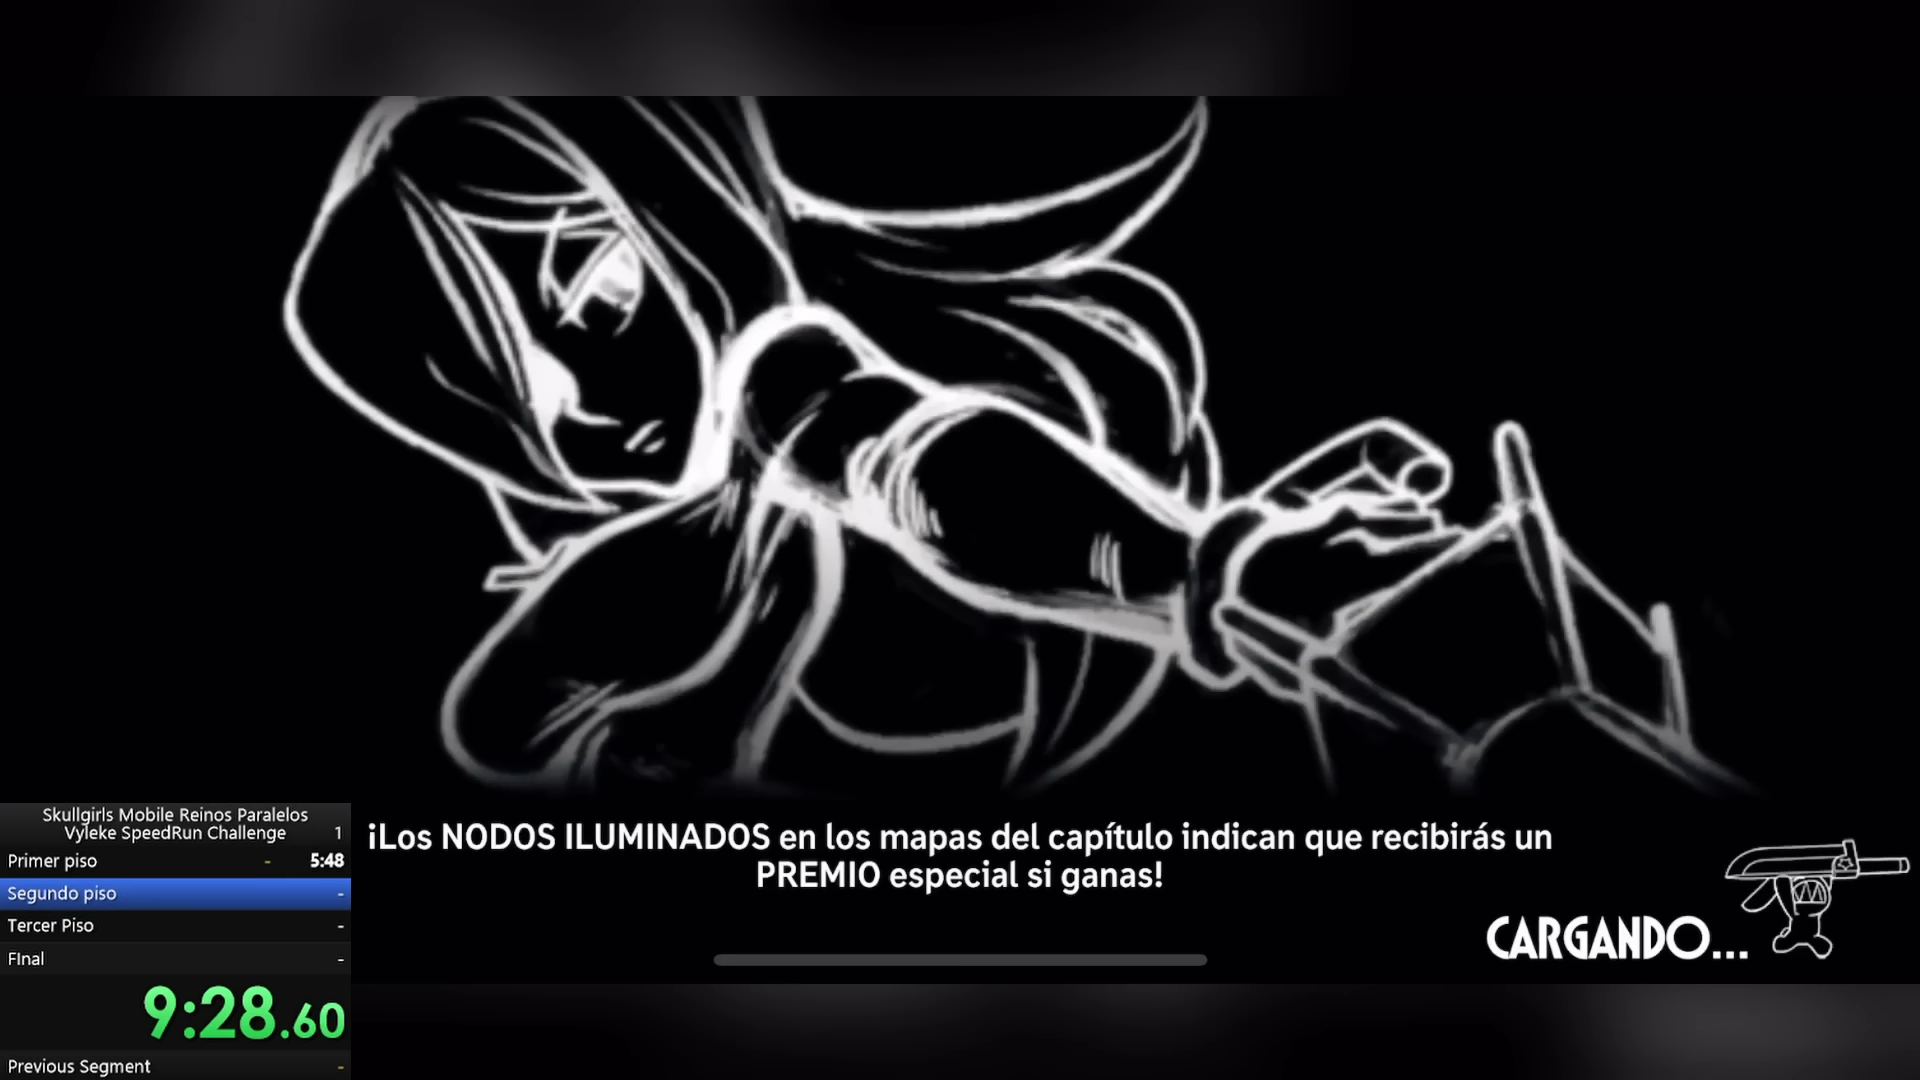 Skullgirls Mobile Reinos Paralelos
Vyleke SpeedRun Challenge 1
Primer piso - 5:48
Segundo piso -
Tercer Piso -
FInal -
9:28.60
Previous Segment -
¡Los NODOS ILUMINADOS en los mapas del capítulo indican que recibirás un
PREMIO especial si ganas!
CARGANDO...